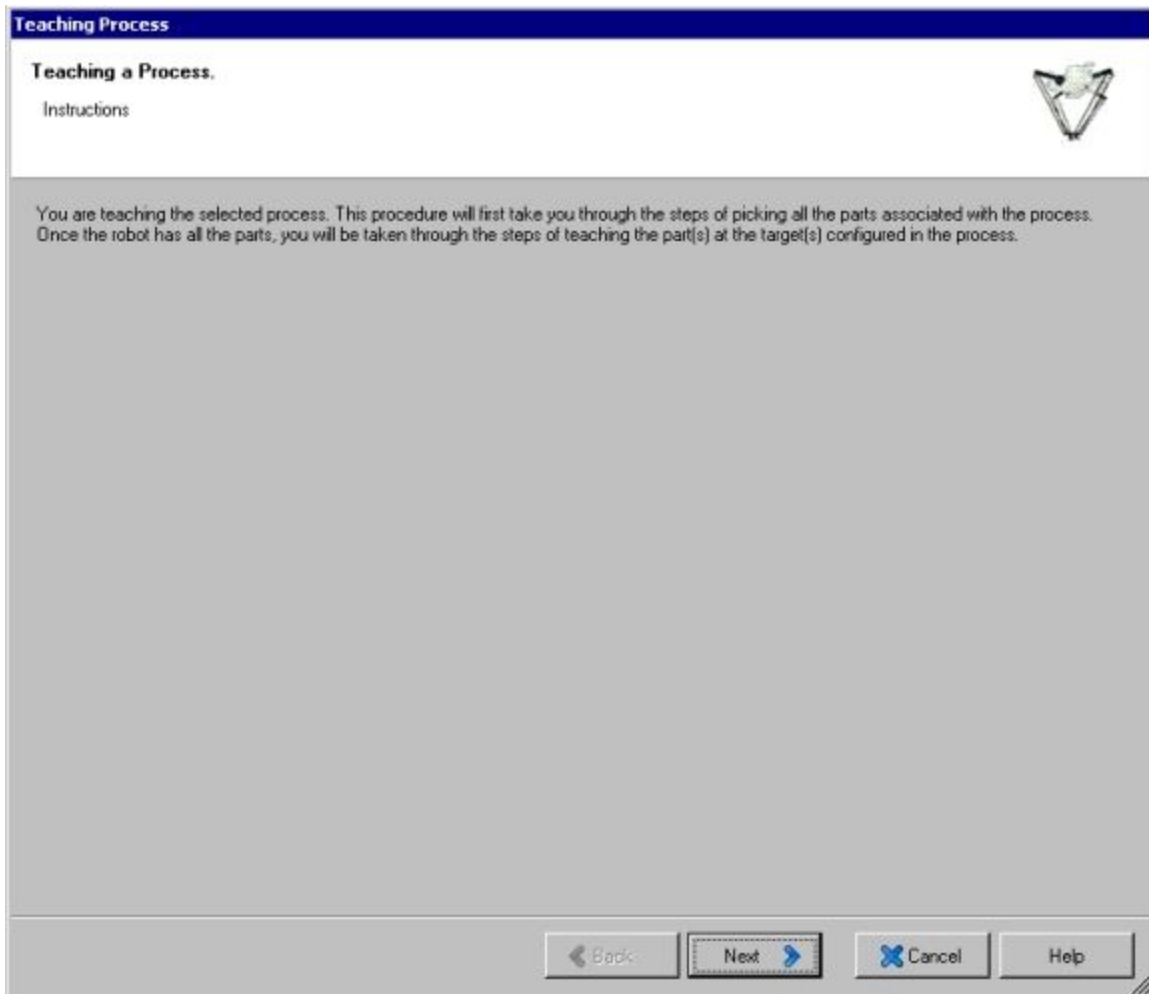 Teaching Process
Teaching a Process.
Instructions
You are teaching the selected process. This procedure will first take you through the steps of picking all the parts associated with the process.
Once the robot has all the parts, you will be taken through the steps of teaching the part(s) at the target(s) configured in the process.
Back
Next
Cancel
Help